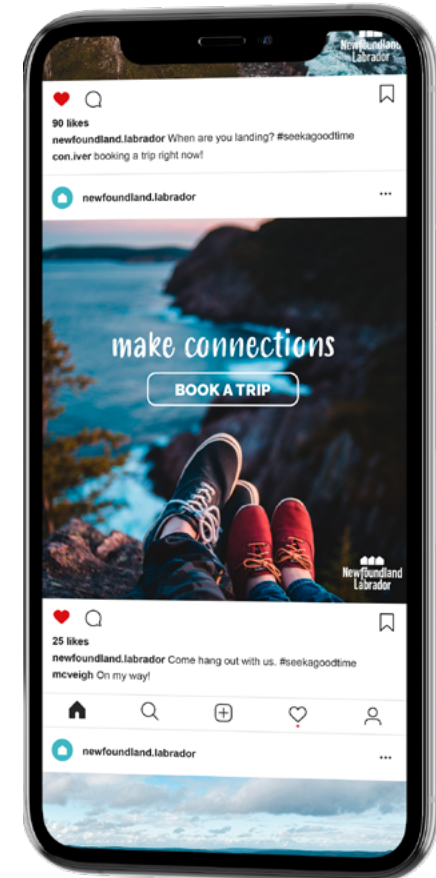 Newfoundland
Labrador
90 likes
newfoundland.labrador When are you landing? #seekagoodtime
con.iver booking a trip right now!
newfoundland.labrador
make connections
BOOK A TRIP
Newfoundland
Labrador
25 likes
newfoundland.labrador Come hang out with us. #seekagoodtime
mcveigh On my way!
newfoundland.labrador